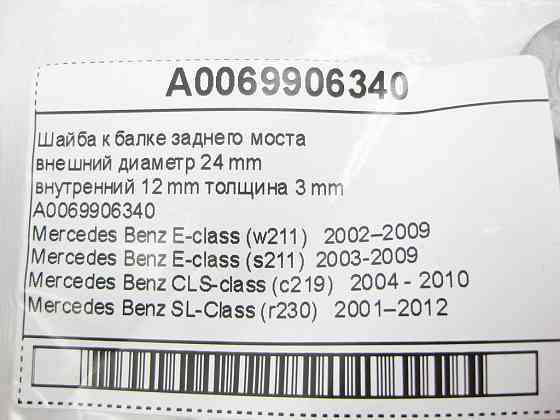 A0069906340
Шайба к балке заднего моста
внешний диаметр 24 mm
внутренний 12 mm толщина 3 mm
A0069906340
Mercedes Benz E-class (w211) 2002–2009
Mercedes Benz E-class (s211) 2003-2009
Mercedes Benz CLS-class (c219) 2004 - 2010
Mercedes Benz SL-Class (r230) 2001–2012